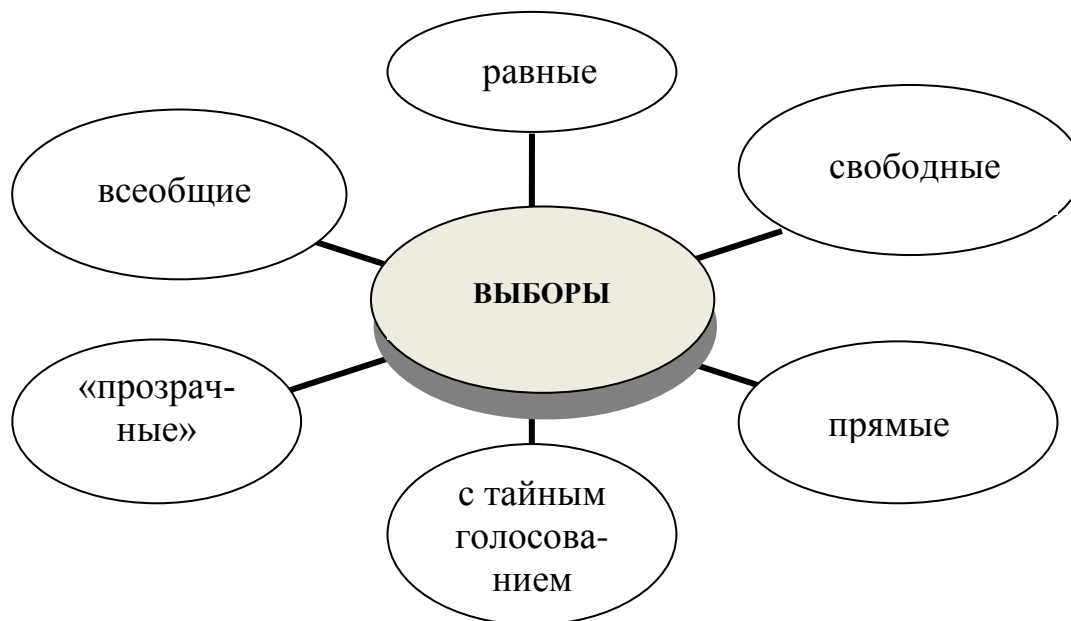 равные
свободные
всеобщие
ВЫБОРЫ
«прозрач-
ные»
прямые
с тайным
голосова-
нием